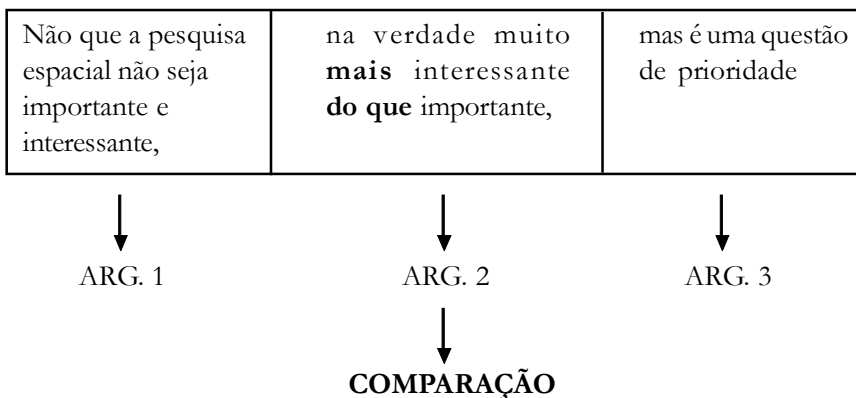 Não que a pesquisa
espacial não seja
importante e
interessante,
na verdade muito
mais interessante
do que importante,
mas é uma questão
de prioridade
ARG. 1
ARG. 2
ARG. 3
COMPARAÇÃO